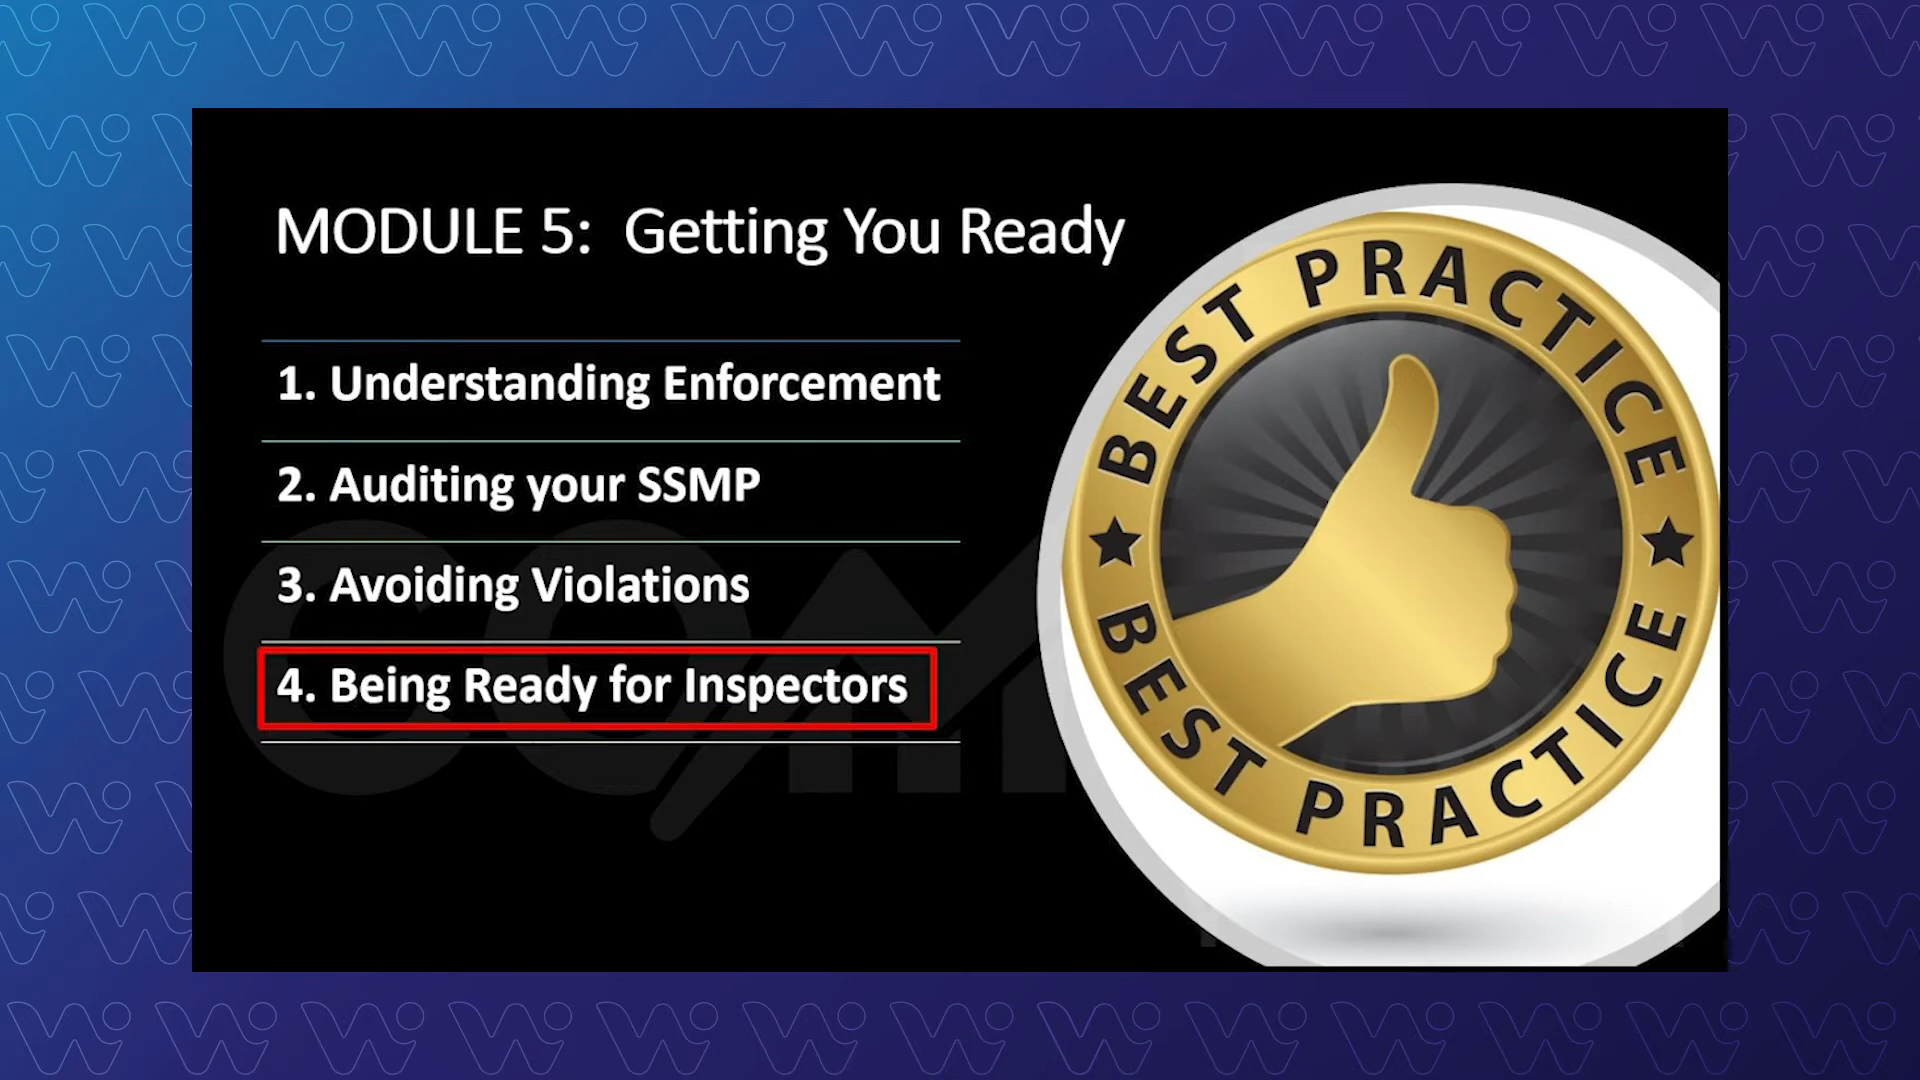 MODULE 5: Getting You Ready
1. Understanding Enforcement
2. Auditing your SSMP
3. Avoiding Violations
4. Being Ready for Inspectors
BEST PRACTICE
BEST PRACTICE